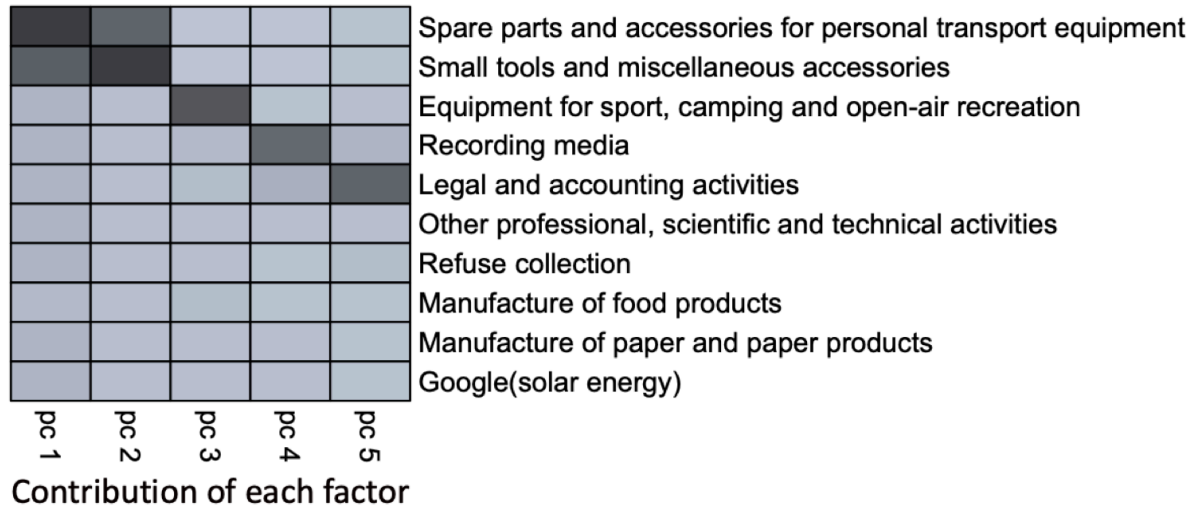 Spare parts and accessories for personal transport equipment
Small tools and miscellaneous accessories
Equipment for sport, camping and open-air recreation
Recording media
Legal and accounting activities
Other professional, scientific and technical activities
Refuse collection
Manufacture of food products
Manufacture of paper and paper products
Google(solar energy)
pc 1
pc 2
pc 3
pc 4
pc 5
Contribution of each factor